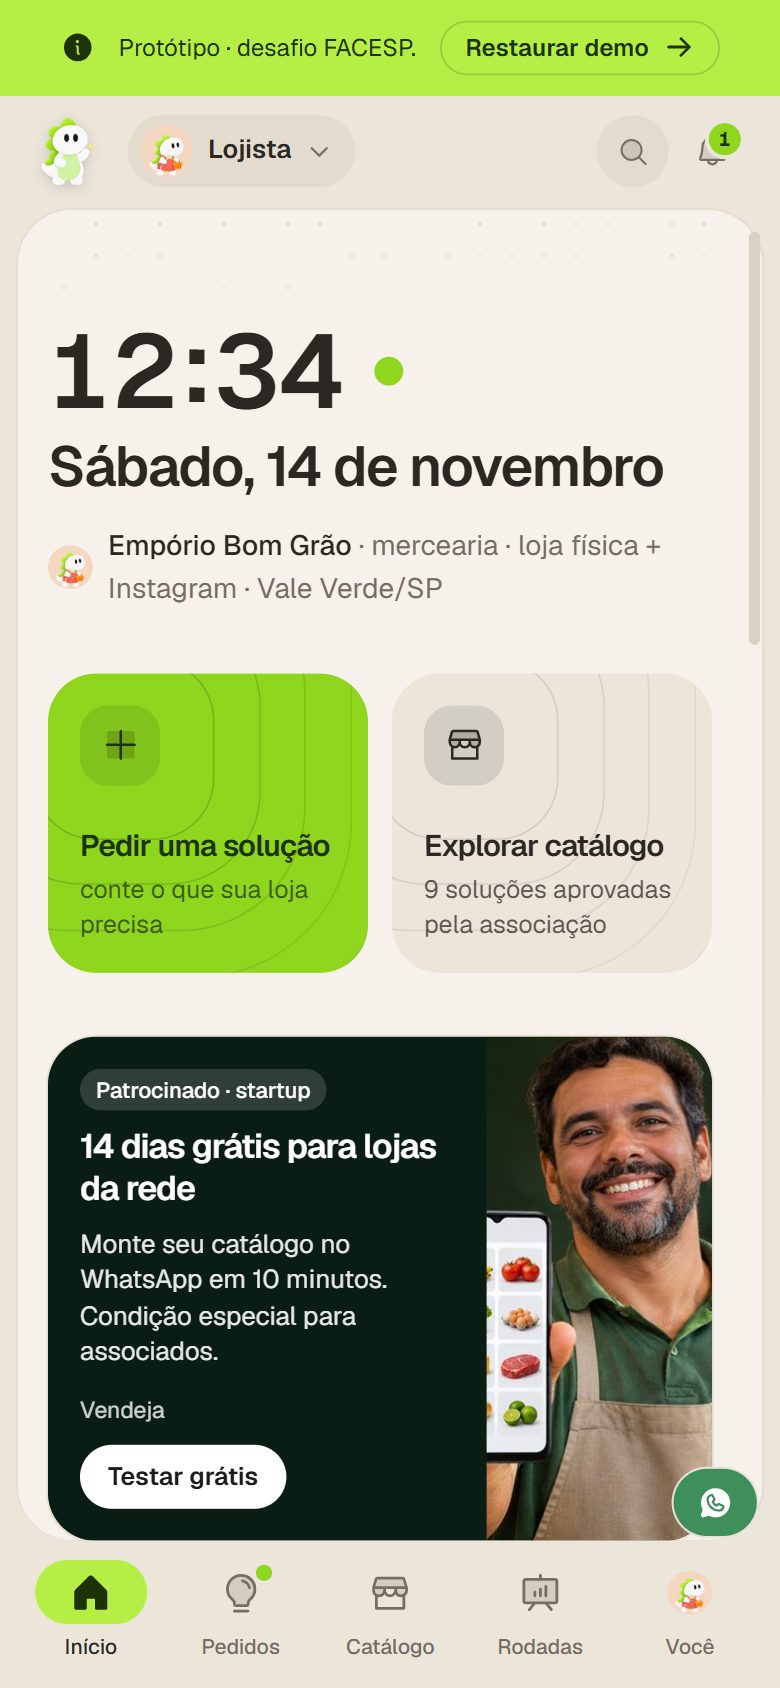 Protótipo · desafio FACESP.
Restaurar demo
Lojista
1
12:34
Sábado, 14 de novembro
Empório Bom Grão · mercearia · loja física +
Instagram · Vale Verde/SP
Pedir uma solução
conte o que sua loja
precisa
Explorar catálogo
9 soluções aprovadas
pela associação
Patrocinado · startup
14 dias grátis para lojas
da rede
Monte seu catálogo no
WhatsApp em 10 minutos.
Condição especial para
associados.
Vendeja
Testar grátis
Início
Pedidos
Catálogo
Rodadas
Você